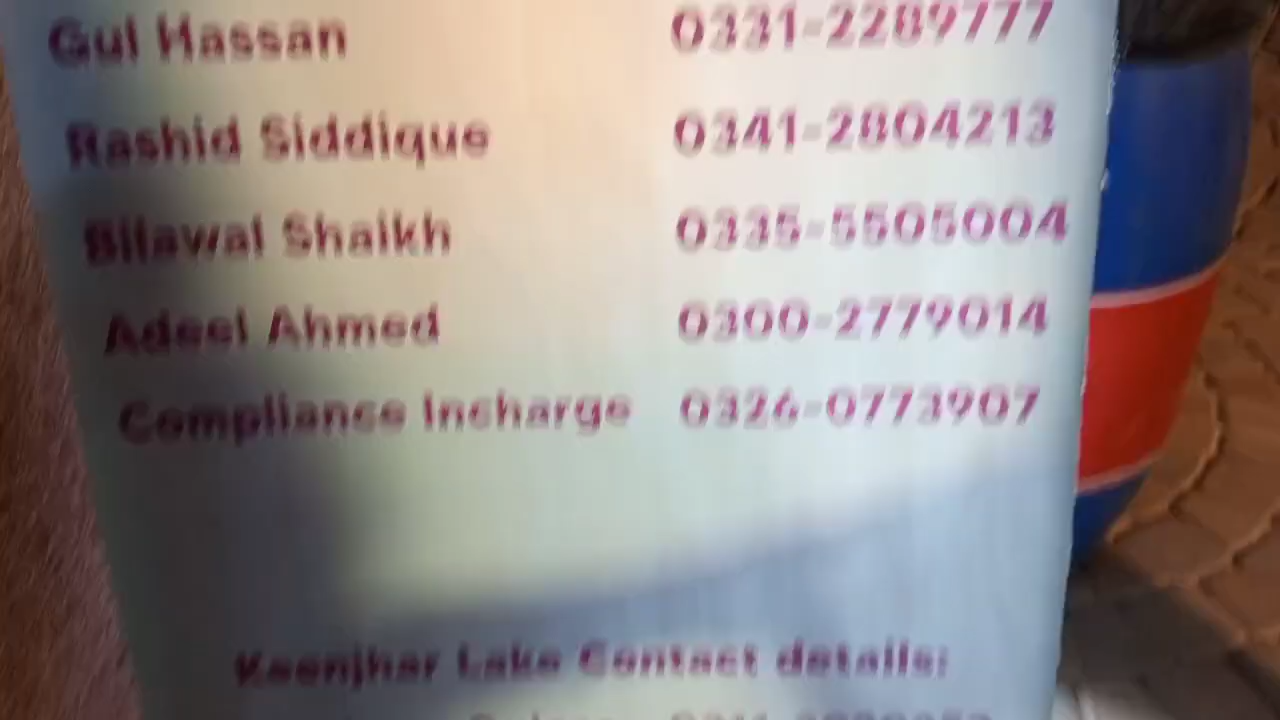 Gul Hassan 0331-2289777
Rashid Siddique 0341-2804213
Bilawal Shaikh 0335-5505004
Adeel Ahmed 0300-2779014
Compliance Incharge 0326-0773907
Keenjhar Lake Contact details: